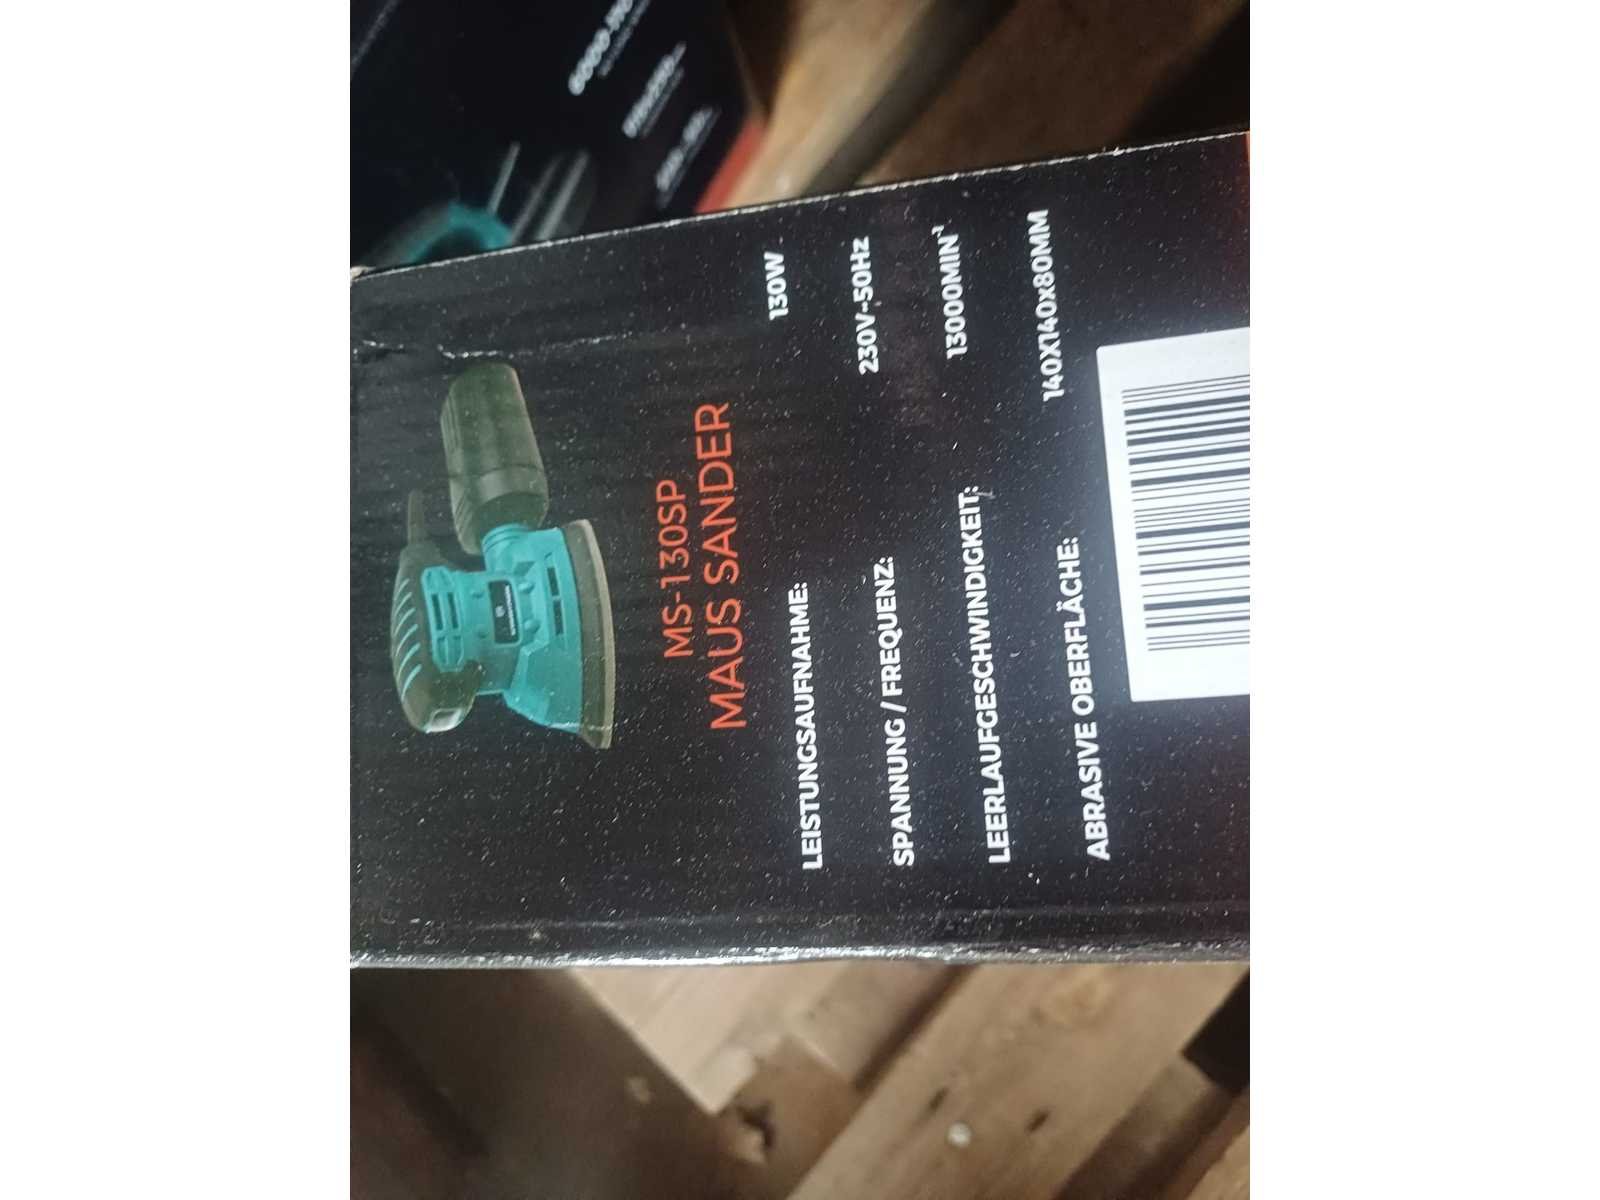 MS-130SP
MAUS SANDER
LEISTUNGSAUFNAHME: 130W
SPANNUNG / FREQUENZ: 230V~50Hz
LEERLAUFGESCHWINDIGKEIT: 13000MIN⁻¹
ABRASIVE OBERFLÄCHE: 140X140x80MM